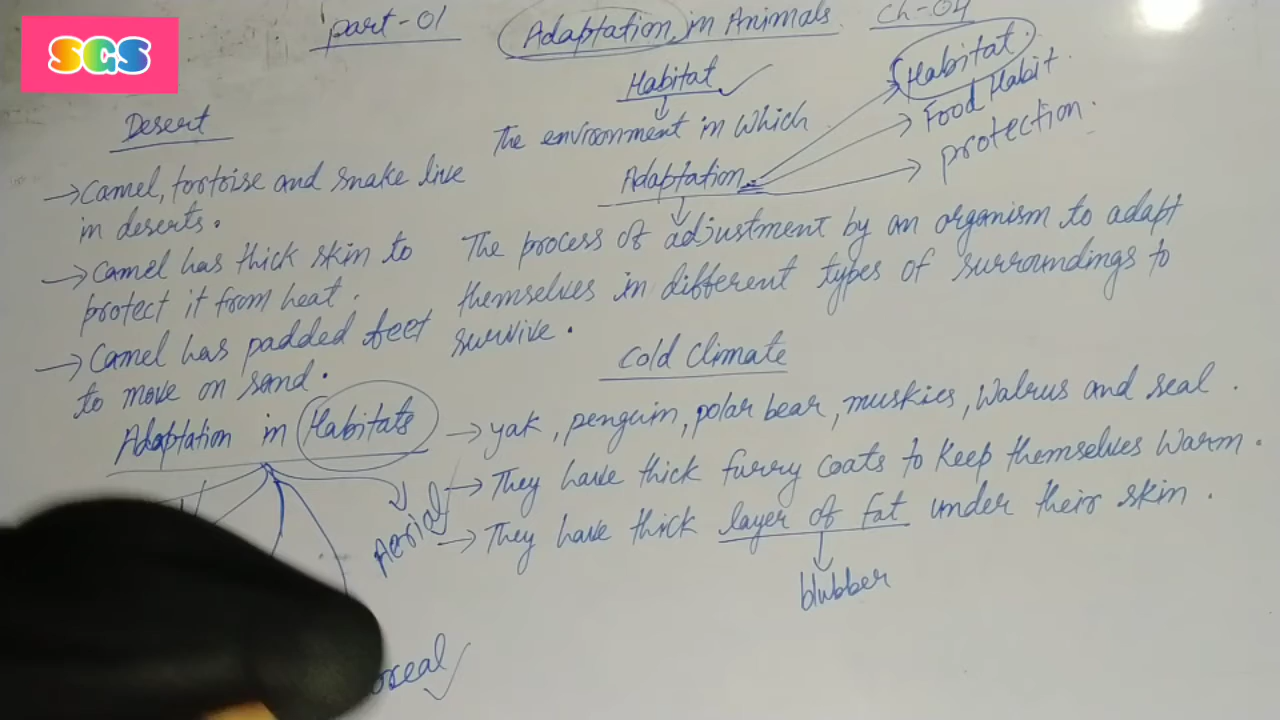 SGS
part-01
Adaptation in Animals
Ch-04
Habitat
The environment in which
Adaptation
Habitat
Food Habit
protection
The process of adjustment by an organism to adapt
themselves in different types of surroundings to
survive.
Desert
→ Camel, tortoise and snake live
in deserts.
→ Camel has thick skin to
protect it from heat.
→ Camel has padded feet
to move on sand.
Adaptation in Habitats
Aerial
Cold Climate
→ yak, penguin, polar bear, muskies, Walrus and seal.
→ They have thick furry coats to keep themselves warm.
→ They have thick layer of fat under their skin.
blubber